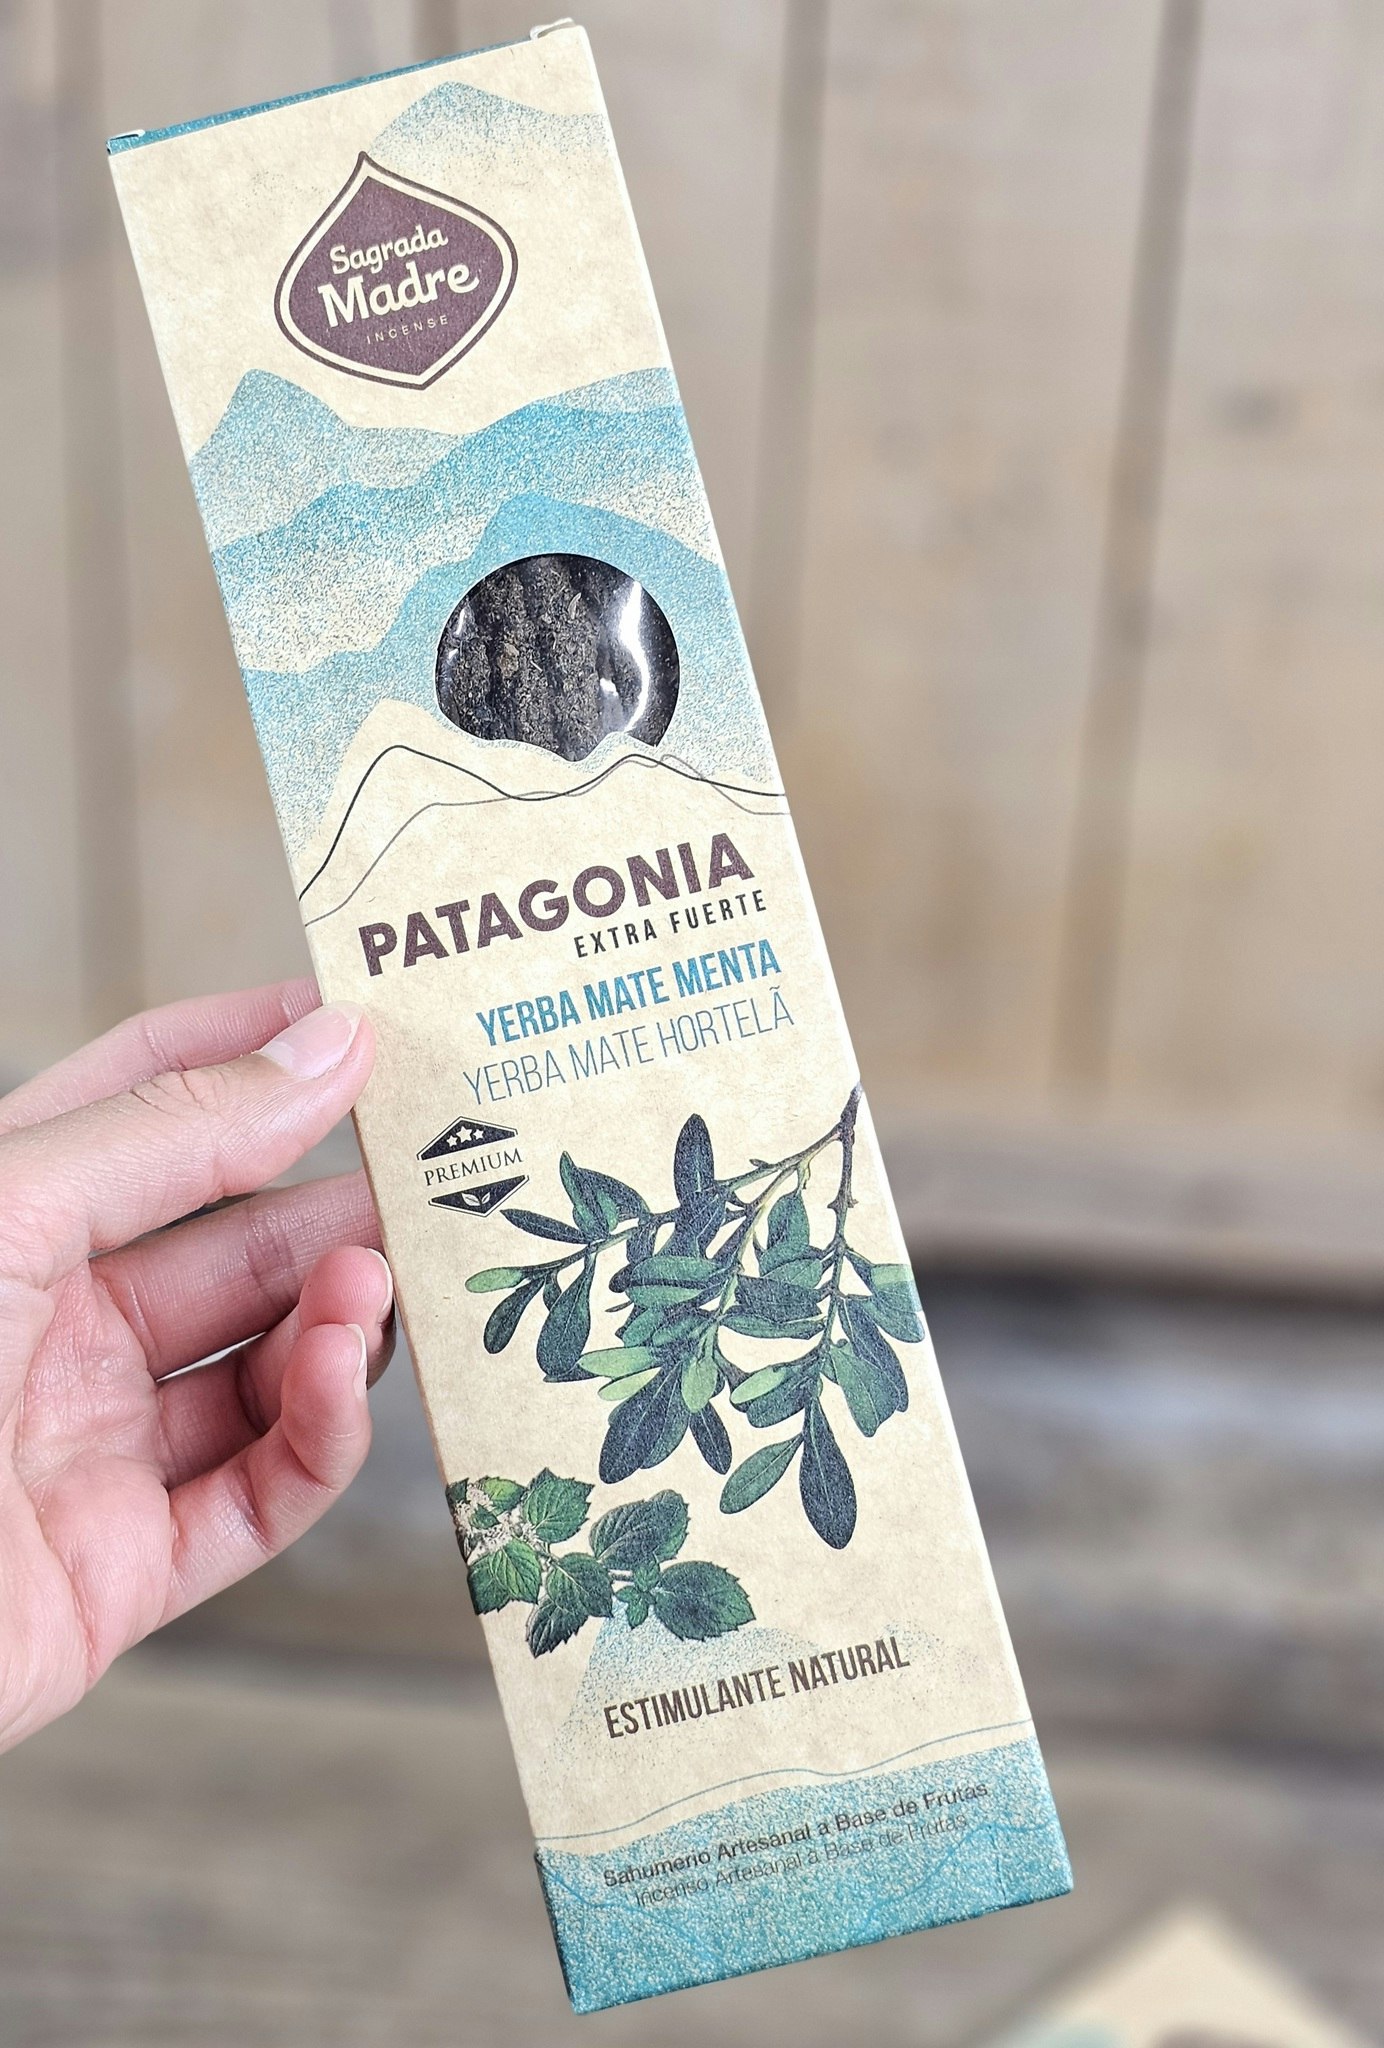 Sagrada
Madre
INCENSE
PATAGONIA
EXTRA FUERTE
YERBA MATE MENTA
YERBA MATE HORTELÃ
PREMIUM
ESTIMULANTE NATURAL
Sahumerio Artesanal a Base de Frutas
Incenso Artesanal à Base de Frutas